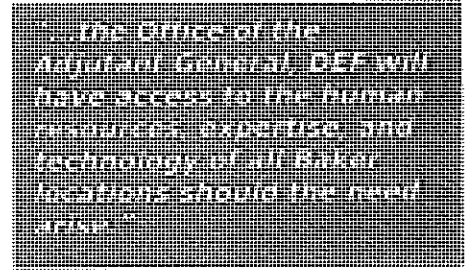 "...the Office of the
Adjutant General, DEF will
have access to the human
resources, expertise, and
technology of all Baker
locations should the need
arise."